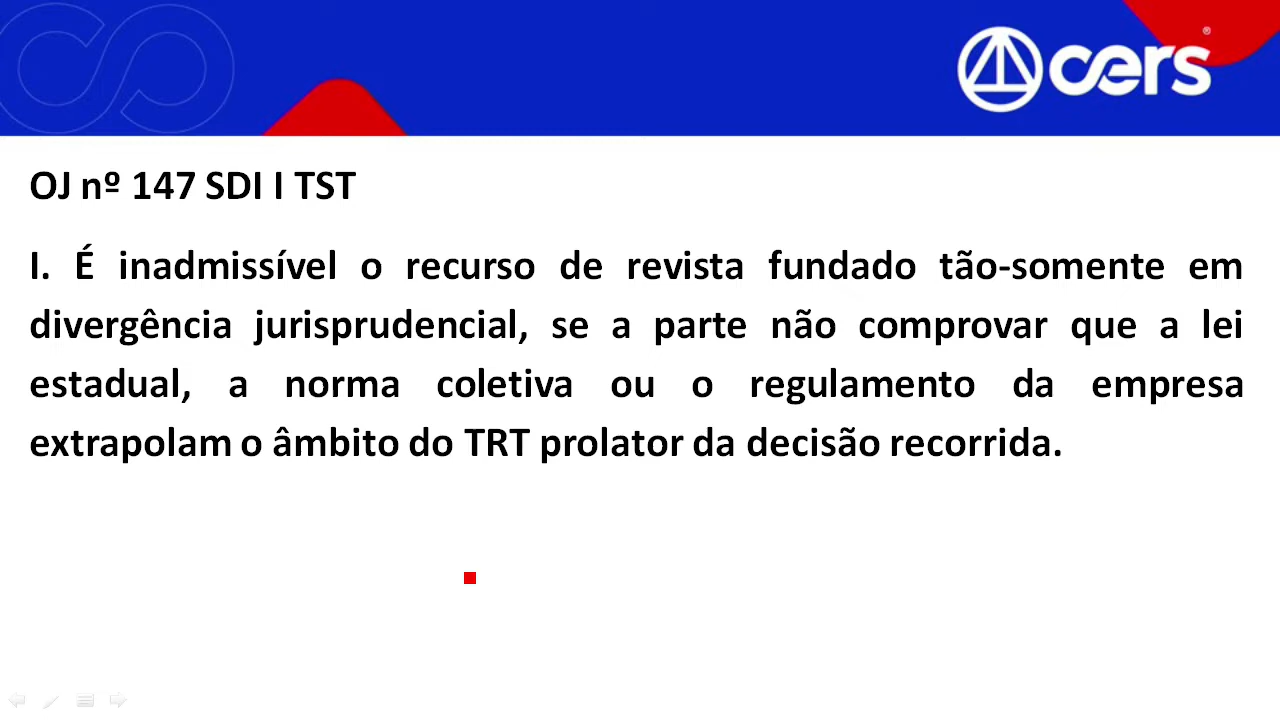 cers
OJ nº 147 SDI I TST
I. É inadmissível o recurso de revista fundado tão-somente em
divergência jurisprudencial, se a parte não comprovar que a lei
estadual, a norma coletiva ou o regulamento da empresa
extrapolam o âmbito do TRT prolator da decisão recorrida.